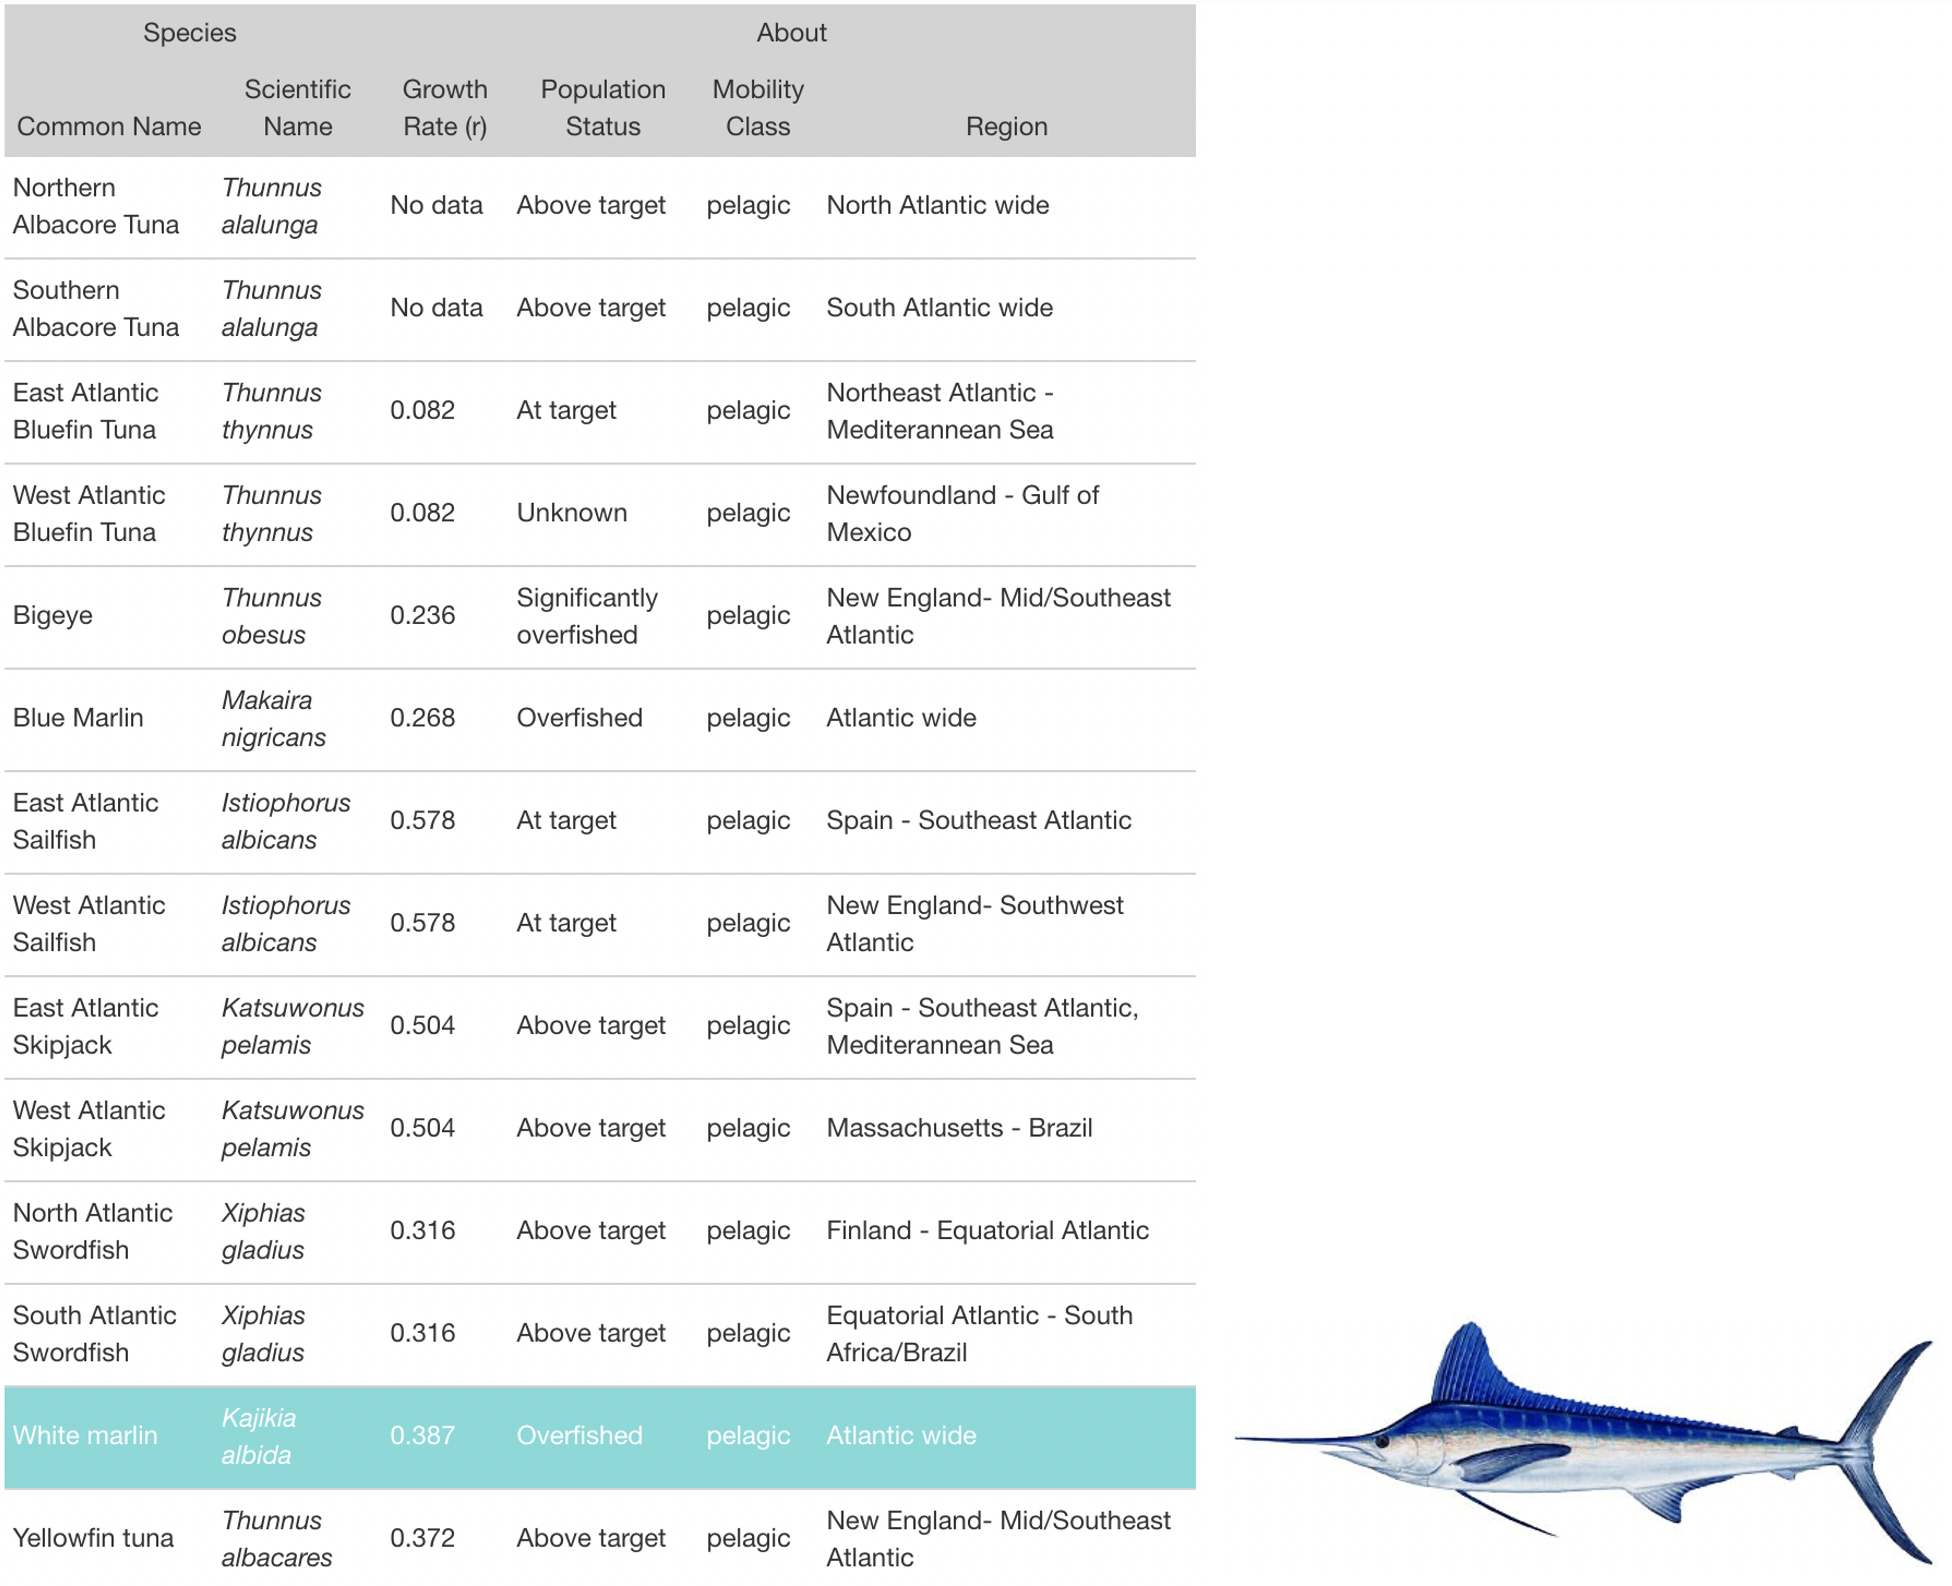 Species About
Scientific Growth Population Mobility
Common Name Name Rate (r) Status Class Region
Northern Thunnus
Albacore Tuna alalunga No data Above target pelagic North Atlantic wide
Southern Thunnus
Albacore Tuna alalunga No data Above target pelagic South Atlantic wide
East Atlantic Thunnus Northeast Atlantic -
Bluefin Tuna thynnus 0.082 At target pelagic Mediterannean Sea
West Atlantic Thunnus Newfoundland - Gulf of
Bluefin Tuna thynnus 0.082 Unknown pelagic Mexico
Bigeye Thunnus 0.236 Significantly pelagic New England- Mid/Southeast
obesus overfished Atlantic
Blue Marlin Makaira 0.268 Overfished pelagic Atlantic wide
nigricans
East Atlantic Istiophorus
Sailfish albicans 0.578 At target pelagic Spain - Southeast Atlantic
West Atlantic Istiophorus New England- Southwest
Sailfish albicans 0.578 At target pelagic Atlantic
East Atlantic Katsuwonus Spain - Southeast Atlantic,
Skipjack pelamis 0.504 Above target pelagic Mediterannean Sea
West Atlantic Katsuwonus
Skipjack pelamis 0.504 Above target pelagic Massachusetts - Brazil
North Atlantic Xiphias
Swordfish gladius 0.316 Above target pelagic Finland - Equatorial Atlantic
South Atlantic Xiphias Equatorial Atlantic - South
Swordfish gladius 0.316 Above target pelagic Africa/Brazil
White marlin Kajikia 0.387 Overfished pelagic Atlantic wide
albida
Yellowfin tuna Thunnus 0.372 Above target pelagic New England- Mid/Southeast
albacares Atlantic